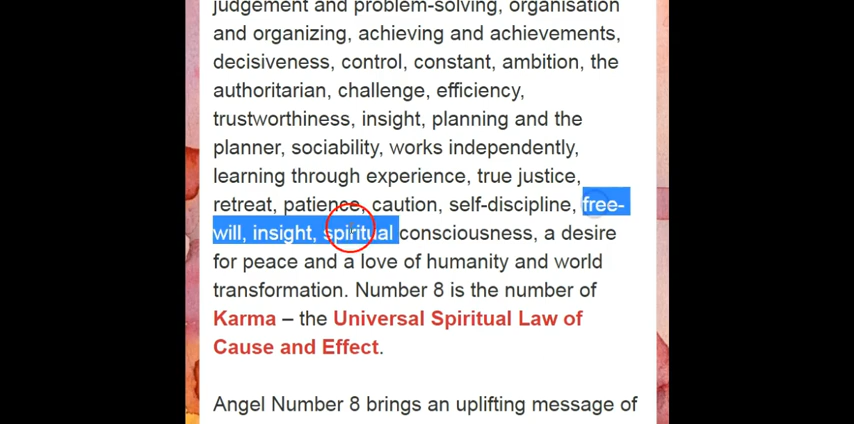 judgement and problem-solving, organisation
and organizing, achieving and achievements,
decisiveness, control, constant, ambition, the
authoritarian, challenge, efficiency,
trustworthiness, insight, planning and the
planner, sociability, works independently,
learning through experience, true justice,
retreat, patience, caution, self-discipline, free-
will, insight, spiritual consciousness, a desire
for peace and a love of humanity and world
transformation. Number 8 is the number of
Karma – the Universal Spiritual Law of
Cause and Effect.
Angel Number 8 brings an uplifting message of